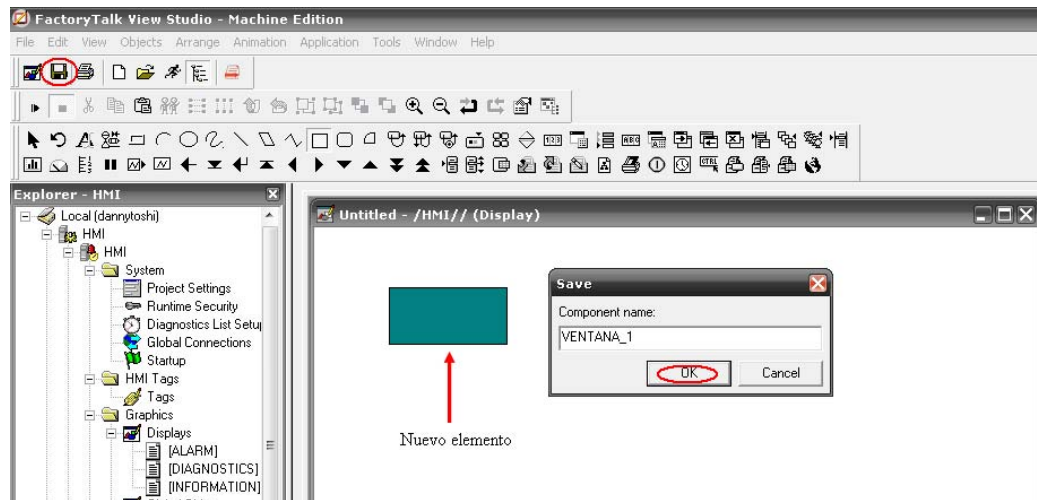 FactoryTalk View Studio - Machine Edition
File Edit View Objects Arrange Animation Application Tools Window Help
Explorer - HMI
Local (dannytoshi)
HMI
HMI
System
Project Settings
Runtime Security
Diagnostics List Setu
Global Connections
Startup
HMI Tags
Tags
Graphics
Displays
[ALARM]
[DIAGNOSTICS]
[INFORMATION]
Untitled - /HMI// (Display)
Save
Component name:
VENTANA_1
OK Cancel
Nuevo elemento